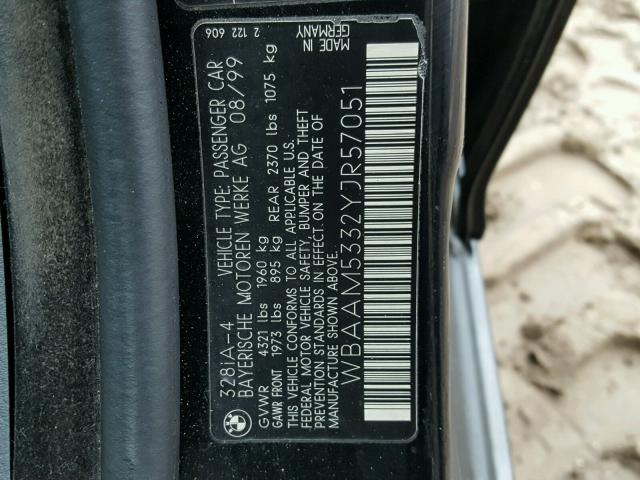 328iA-4 VEHICLE TYPE: PASSENGER CAR 2 122 606
BAYERISCHE MOTOREN WERKE AG 08/99
GVWR 4321 lbs 1960 kg
GAWR FRONT 1973 lbs 895 kg REAR 2370 lbs 1075 kg
THIS VEHICLE CONFORMS TO ALL APPLICABLE U.S.
FEDERAL MOTOR VEHICLE SAFETY, BUMPER AND THEFT
PREVENTION STANDARDS IN EFFECT ON THE DATE OF
MANUFACTURE SHOWN ABOVE.
MADE IN
GERMANY
WBAAM5332YJR57051